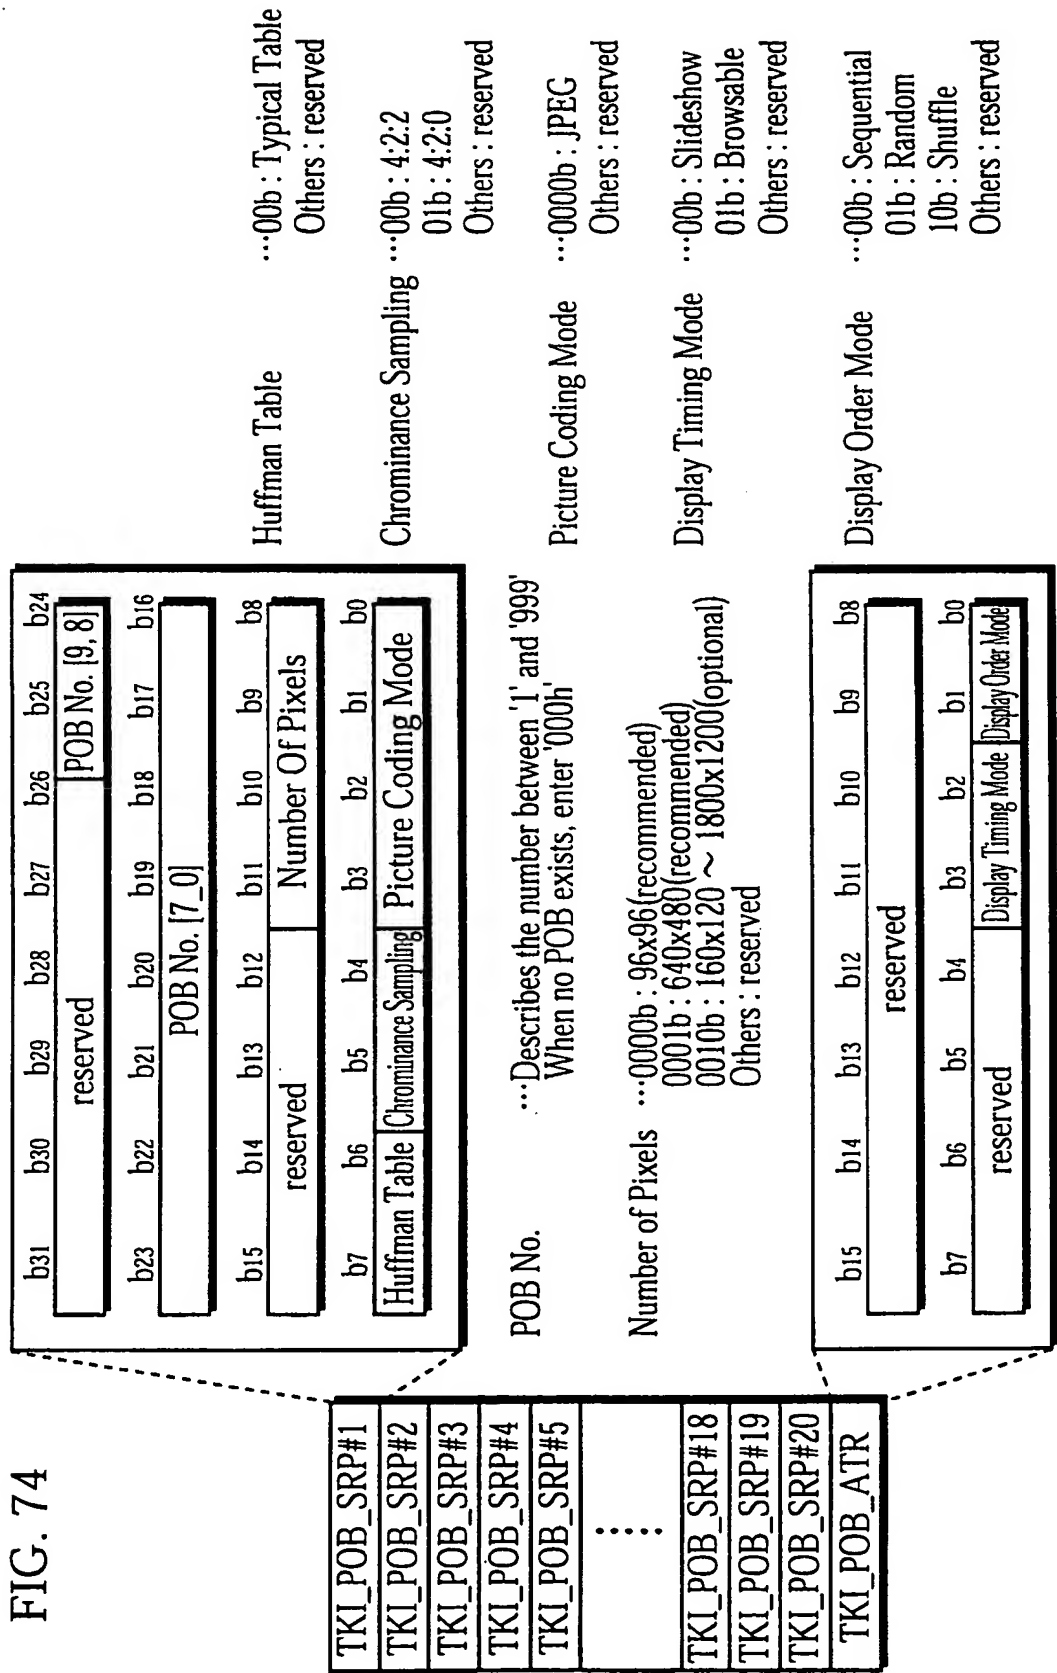 FIG. 74
TKI_POB_SRP#1
TKI_POB_SRP#2
TKI_POB_SRP#3
TKI_POB_SRP#4
TKI_POB_SRP#5
......
TKI_POB_SRP#18
TKI_POB_SRP#19
TKI_POB_SRP#20
TKI_POB_ATR
b31 b30 b29 b28 b27 b26 b25 b24
reserved POB No. [9, 8]
b23 b22 b21 b20 b19 b18 b17 b16
POB No. [7_0]
b15 b14 b13 b12 b11 b10 b9 b8
reserved Number Of Pixels
b7 b6 b5 b4 b3 b2 b1 b0
Huffman Table Chrominance Sampling Picture Coding Mode
POB No. …Describes the number between '1' and '999'
When no POB exists, enter '000h'
Number of Pixels …0000b : 96x96(recommended)
0001b : 640x480(recommended)
0010b : 160x120 ~ 1800x1200(optional)
Others : reserved
b15 b14 b13 b12 b11 b10 b9 b8
reserved
b7 b6 b5 b4 b3 b2 b1 b0
reserved Display Timing Mode Display Order Mode
Huffman Table …00b : Typical Table
Others : reserved
Chrominance Sampling …00b : 4:2:2
01b : 4:2:0
Others : reserved
Picture Coding Mode …0000b : JPEG
Others : reserved
Display Timing Mode …00b : Slideshow
01b : Browsable
Others : reserved
Display Order Mode …00b : Sequential
01b : Random
10b : Shuffle
Others : reserved